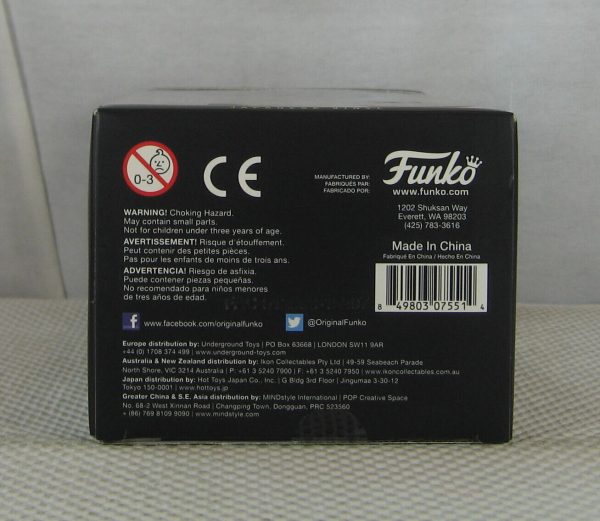 0-3
CE
MANUFACTURED BY:
FABRIQUÉS PAR:
FABRICADO POR:
Funko
www.funko.com
1202 Shuksan Way
Everett, WA 98203
(425) 783-3616
WARNING! Choking Hazard.
May contain small parts.
Not for children under three years of age.
AVERTISSEMENT! Risque d'étouffement.
Peut contenir des petites pièces.
Pas pour les enfants de moins de trois ans.
ADVERTENCIA! Riesgo de asfixia.
Puede contener piezas pequeñas.
No recomendado para niños menores
de tres años de edad.
Made In China
Fabriqué En China / Hecho En China
8 49803 07551 4
f www.facebook.com/originalFunko
@OriginalFunko
Europe distribution by: Underground Toys | PO Box 63668 | LONDON SW11 9AR
+44 (0) 1708 374 499 | www.underground-toys.com
Australia & New Zealand distribution by: Ikon Collectables Pty Ltd | 49-59 Seabeach Parade
North Shore, VIC 3214 Australia | P: +61 3 5240 7900 | F: +61 3 5240 7950 | www.ikoncollectables.com.au
Japan distribution by: Hot Toys Japan Co., Inc. | G Bldg 3rd Floor | Jingumae 3-30-12
Tokyo 150-0001 | www.hottoys.jp
Greater China & S.E. Asia distribution by: MINDstyle International | POP Creative Space
No. 68-2 West Xinnan Road | Changping Town, Dongguan, PRC 523560
+ (86) 769 8109 9090 | www.mindstyle.com